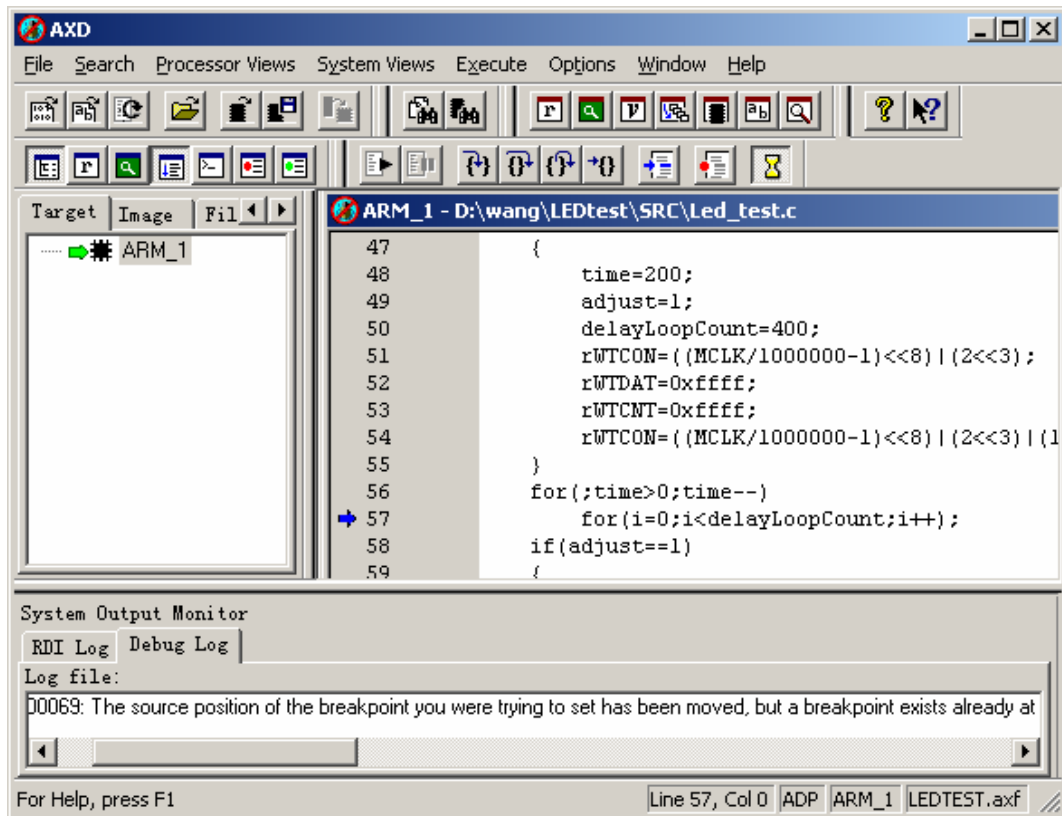 AXD
File Search Processor Views System Views Execute Options Window Help
Target Image Fil
ARM_1
ARM_1 - D:\wang\LEDtest\SRC\Led_test.c
47 {
48 time=200;
49 adjust=1;
50 delayLoopCount=400;
51 rWTCON=((MCLK/1000000-1)<<8)|(2<<3);
52 rWTDAT=0xffff;
53 rWTCNT=0xffff;
54 rWTCON=((MCLK/1000000-1)<<8)|(2<<3)|(1
55 }
56 for(;time>0;time--)
57 for(i=0;i<delayLoopCount;i++);
58 if(adjust==1)
59 {
System Output Monitor
RDI Log Debug Log
Log file:
00069: The source position of the breakpoint you were trying to set has been moved, but a breakpoint exists already at
For Help, press F1 Line 57, Col 0 ADP ARM_1 LEDTEST.axf